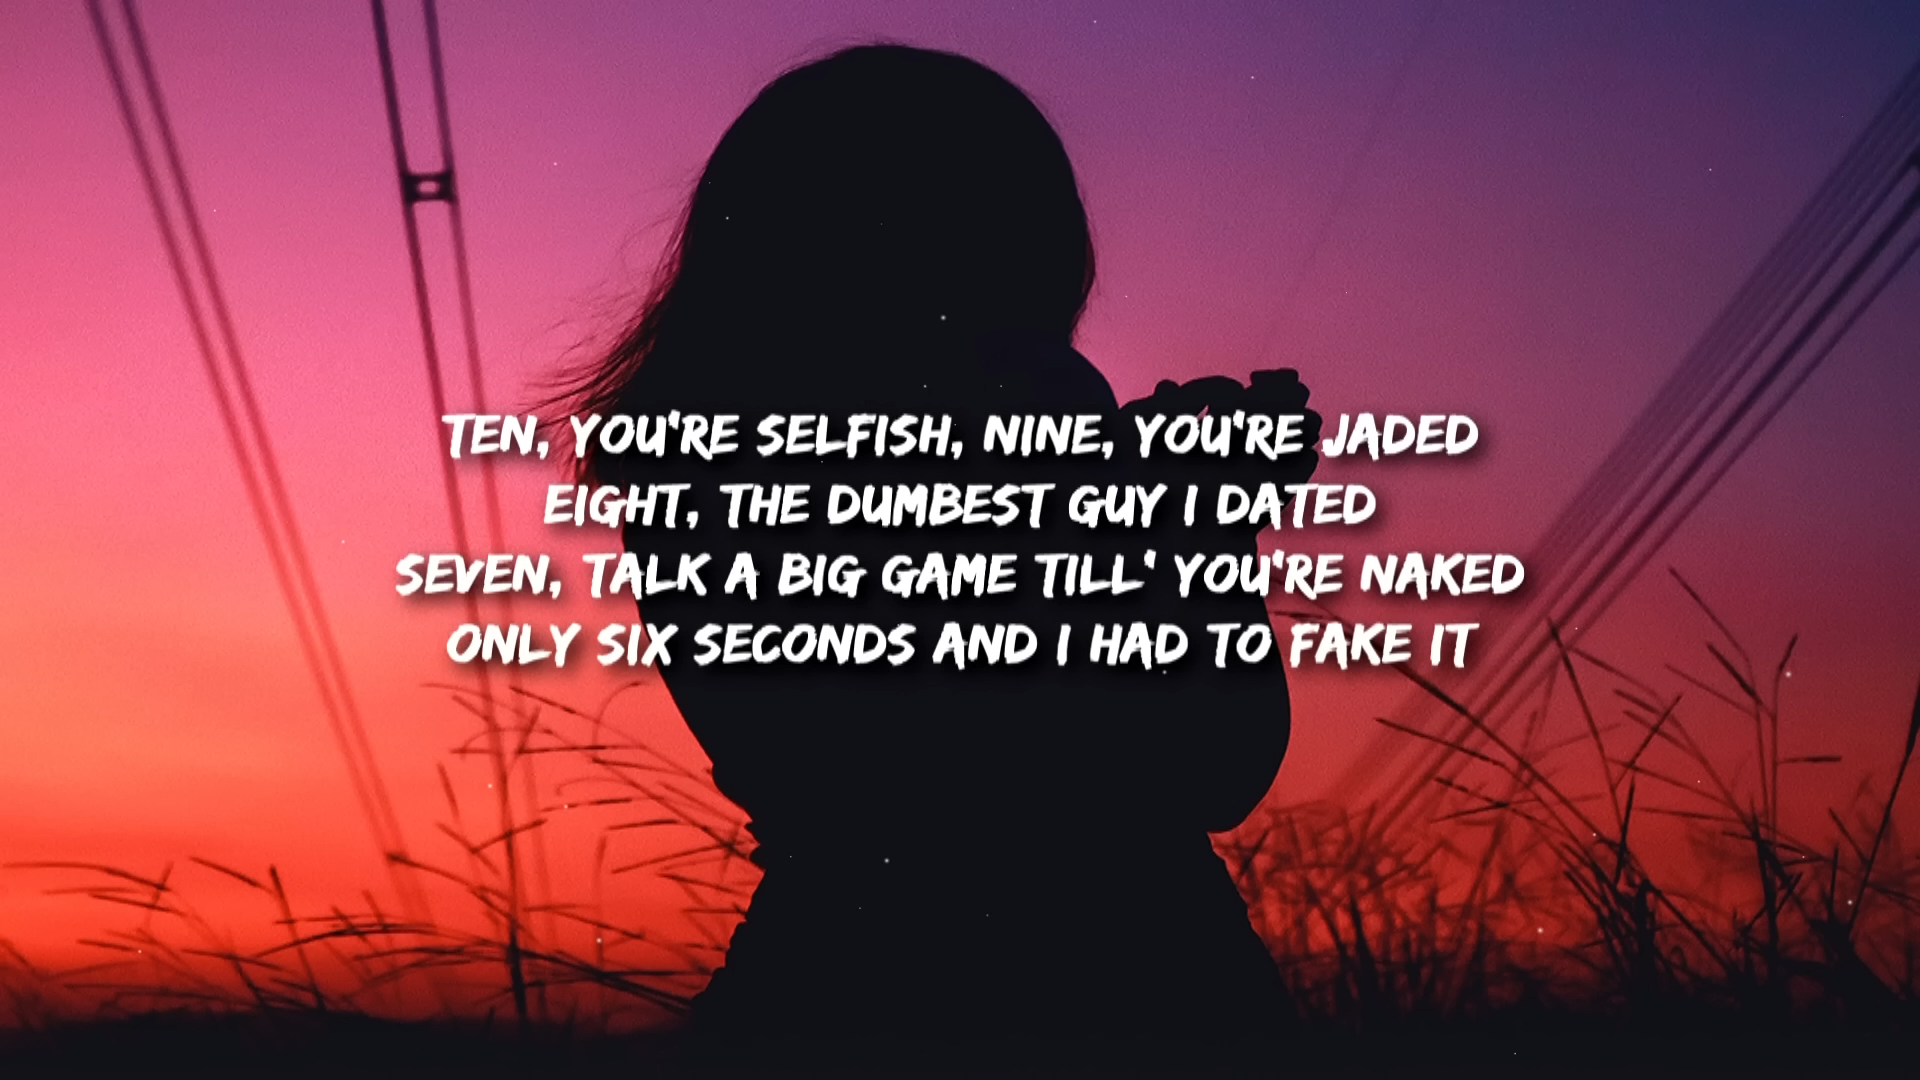 TEN, YOU'RE SELFISH, NINE, YOU'RE JADED
EIGHT, THE DUMBEST GUY I DATED
SEVEN, TALK A BIG GAME TILL' YOU'RE NAKED
ONLY SIX SECONDS AND I HAD TO FAKE IT